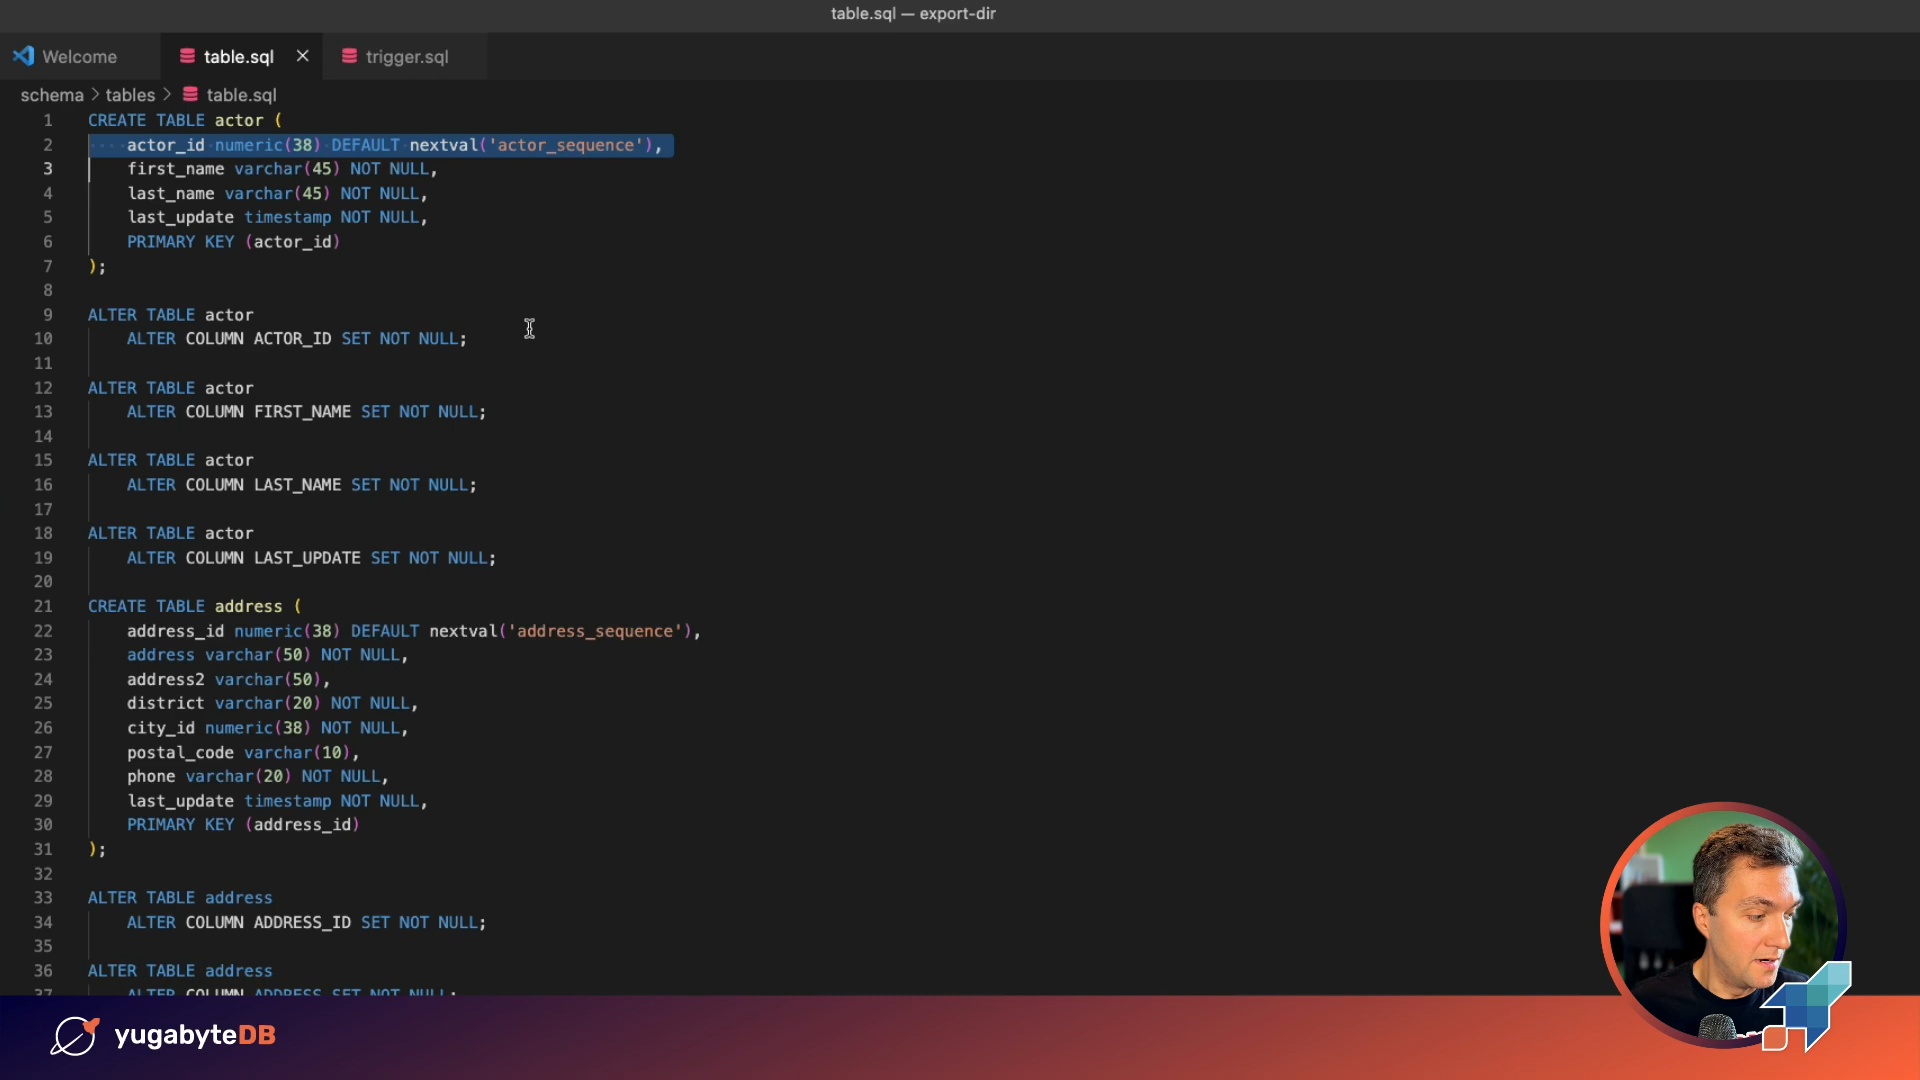 table.sql — export-dir
Welcome
table.sql
trigger.sql
schema > tables > table.sql
1 CREATE TABLE actor (
2 ····actor_id·numeric(38)·DEFAULT·nextval('actor_sequence'),
3 first_name varchar(45) NOT NULL,
4 last_name varchar(45) NOT NULL,
5 last_update timestamp NOT NULL,
6 PRIMARY KEY (actor_id)
7 );
8
9 ALTER TABLE actor
10 ALTER COLUMN ACTOR_ID SET NOT NULL;
11
12 ALTER TABLE actor
13 ALTER COLUMN FIRST_NAME SET NOT NULL;
14
15 ALTER TABLE actor
16 ALTER COLUMN LAST_NAME SET NOT NULL;
17
18 ALTER TABLE actor
19 ALTER COLUMN LAST_UPDATE SET NOT NULL;
20
21 CREATE TABLE address (
22 address_id numeric(38) DEFAULT nextval('address_sequence'),
23 address varchar(50) NOT NULL,
24 address2 varchar(50),
25 district varchar(20) NOT NULL,
26 city_id numeric(38) NOT NULL,
27 postal_code varchar(10),
28 phone varchar(20) NOT NULL,
29 last_update timestamp NOT NULL,
30 PRIMARY KEY (address_id)
31 );
32
33 ALTER TABLE address
34 ALTER COLUMN ADDRESS_ID SET NOT NULL;
35
36 ALTER TABLE address
37 ALTER COLUMN ADDRESS SET NOT NULL;
yugabyteDB